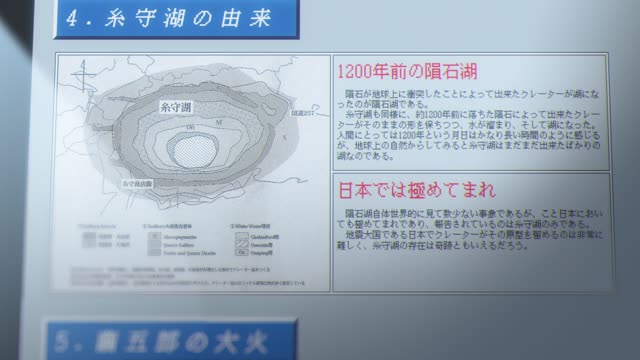 4.糸守湖の由来
1200年前の隕石湖
隕石が地球上に衝突したことによって出来たクレーターが湖になったのが隕石湖である。
糸守湖も同様に、約1200年前に落ちた隕石によって出来たクレーターがそのままの形を保ちつつ、水が溜まり、そして湖になった。
人間にとっては1200年という月日はかなり長い時間のように感じるが、地球上の自然からしてみると糸守湖はまだまだ出来たばかりの湖なのである。
糸守湖
国道257
Oh
M
S
糸守商店街
日本では極めてまれ
隕石湖自体世界的に見て数少ない事象であるが、こと日本においても極めてまれであり、報告されているのは糸守湖のみである。
地震大国である日本でクレーターがその原型を留めるのは非常に難しく、糸守湖の存在は奇跡ともいえるだろう。
5.繭五郎の大火